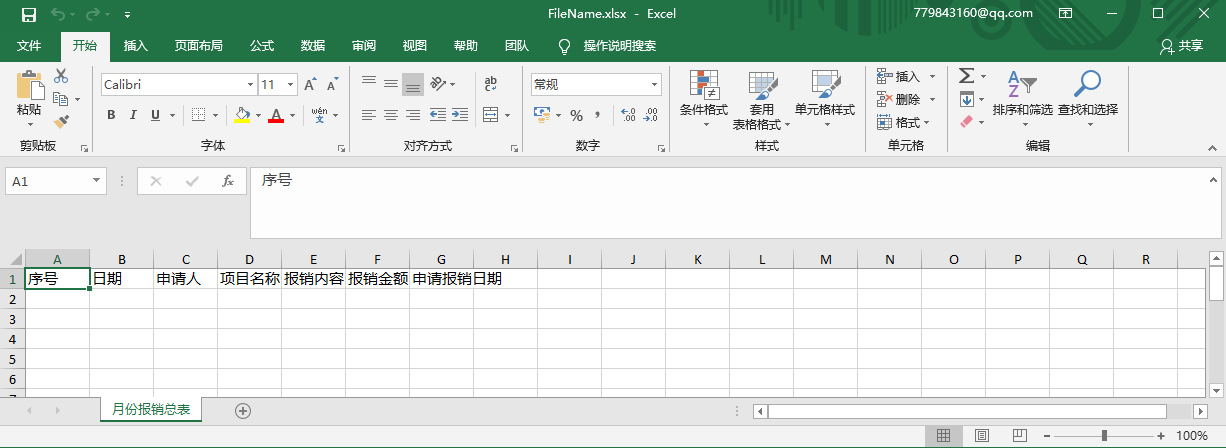 FileName.xlsx - Excel
779843160@qq.com
文件 开始 插入 页面布局 公式 数据 审阅 视图 帮助 团队 操作说明搜索 共享
Calibri 11 常规 插入
粘贴 条件格式 套用 单元格样式 删除 排序和筛选 查找和选择
B I U wén 文 ab % 表格格式 格式
剪贴板 字体 对齐方式 数字 样式 单元格 编辑
A1 fx 序号
A B C D E F G H I J K L M N O P Q R
1 序号 日期 申请人 项目名称 报销内容 报销金额 申请报销日期
2
3
4
5
6
7
月份报销总表
100%